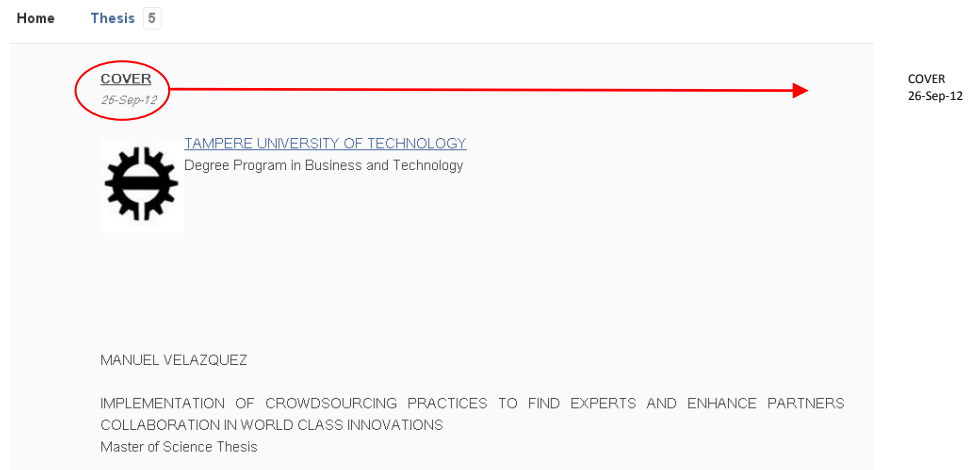 Home Thesis 5
COVER
26-Sep-12
COVER
26-Sep-12
TAMPERE UNIVERSITY OF TECHNOLOGY
Degree Program in Business and Technology
MANUEL VELAZQUEZ
IMPLEMENTATION OF CROWDSOURCING PRACTICES TO FIND EXPERTS AND ENHANCE PARTNERS
COLLABORATION IN WORLD CLASS INNOVATIONS
Master of Science Thesis